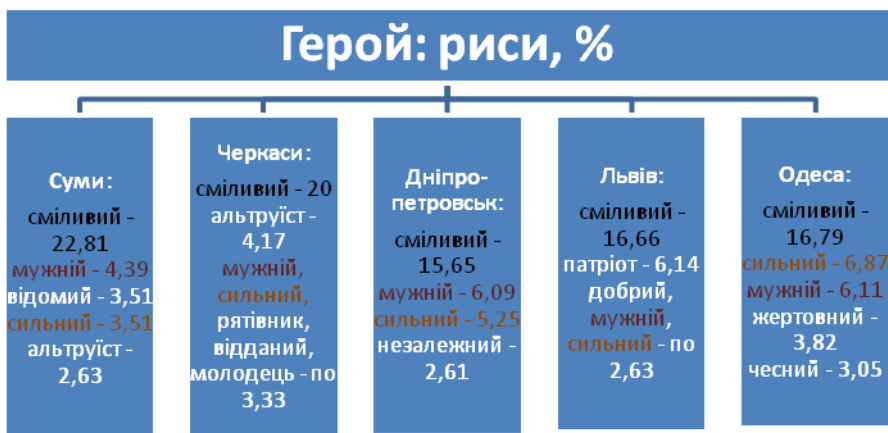 Герой: риси, %
Суми:
сміливий -
22,81
мужній - 4,39
відомий - 3,51
сильний - 3,51
альтруїст -
2,63
Черкаси:
сміливий - 20
альтруїст -
4,17
мужній,
сильний,
рятівник,
відданий,
молодець - по
3,33
Дніпро-
петровськ:
сміливий -
15,65
мужній - 6,09
сильний - 5,25
незалежний -
2,61
Львів:
сміливий -
16,66
патріот - 6,14
добрий,
мужній,
сильний - по
2,63
Одеса:
сміливий -
16,79
сильний - 6,87
мужній - 6,11
жертовний -
3,82
чесний - 3,05